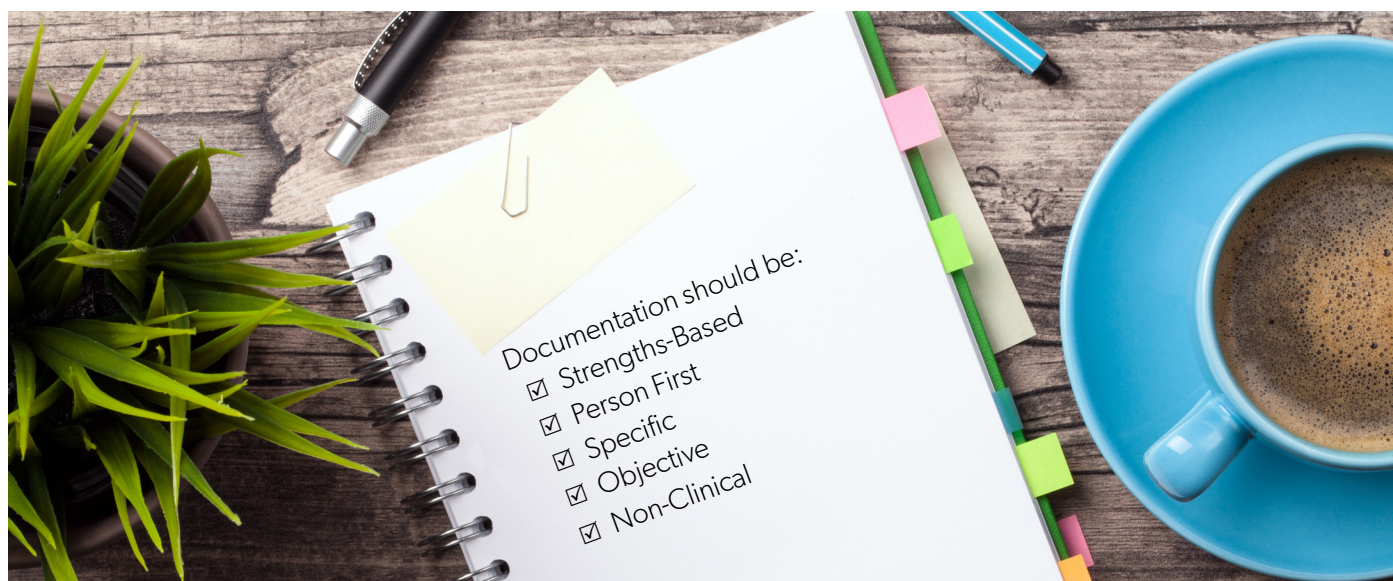 Documentation should be:
☑ Strengths-Based
☑ Person First
☑ Specific
☑ Objective
☑ Non-Clinical